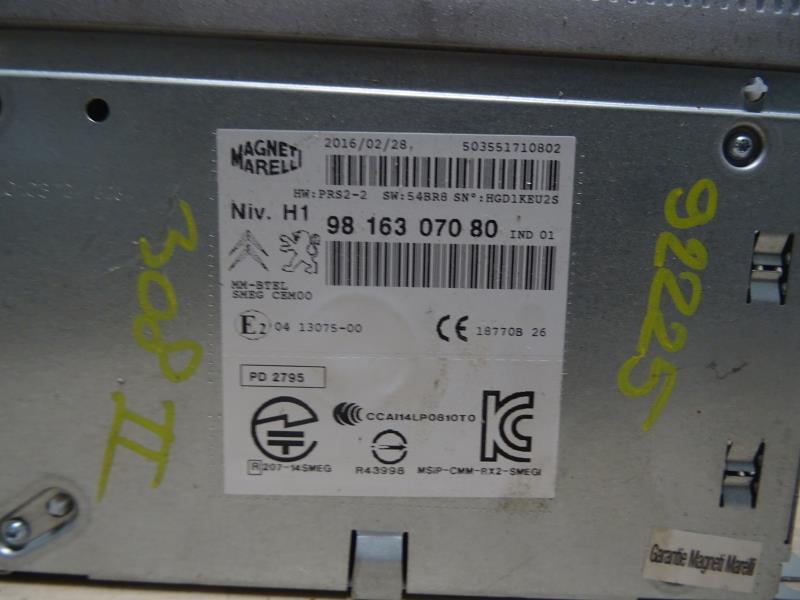 MAGNETI MARELLI
2016/02/28, 503551710802
HW:PRS2-2 SW:54BR8 SN°:HGD1KEU2S
Niv. H1 98 163 070 80 IND 01
MM-BTEL
SMEG CEM00
E2 04 13075-00 CE 18770B 26
PD 2795
CCAI14LP0810T0
R 207-14SMEG R43998 MSiP-CMM-RX2-SMEGI
308 II
92225
Garantie Magneti Marelli